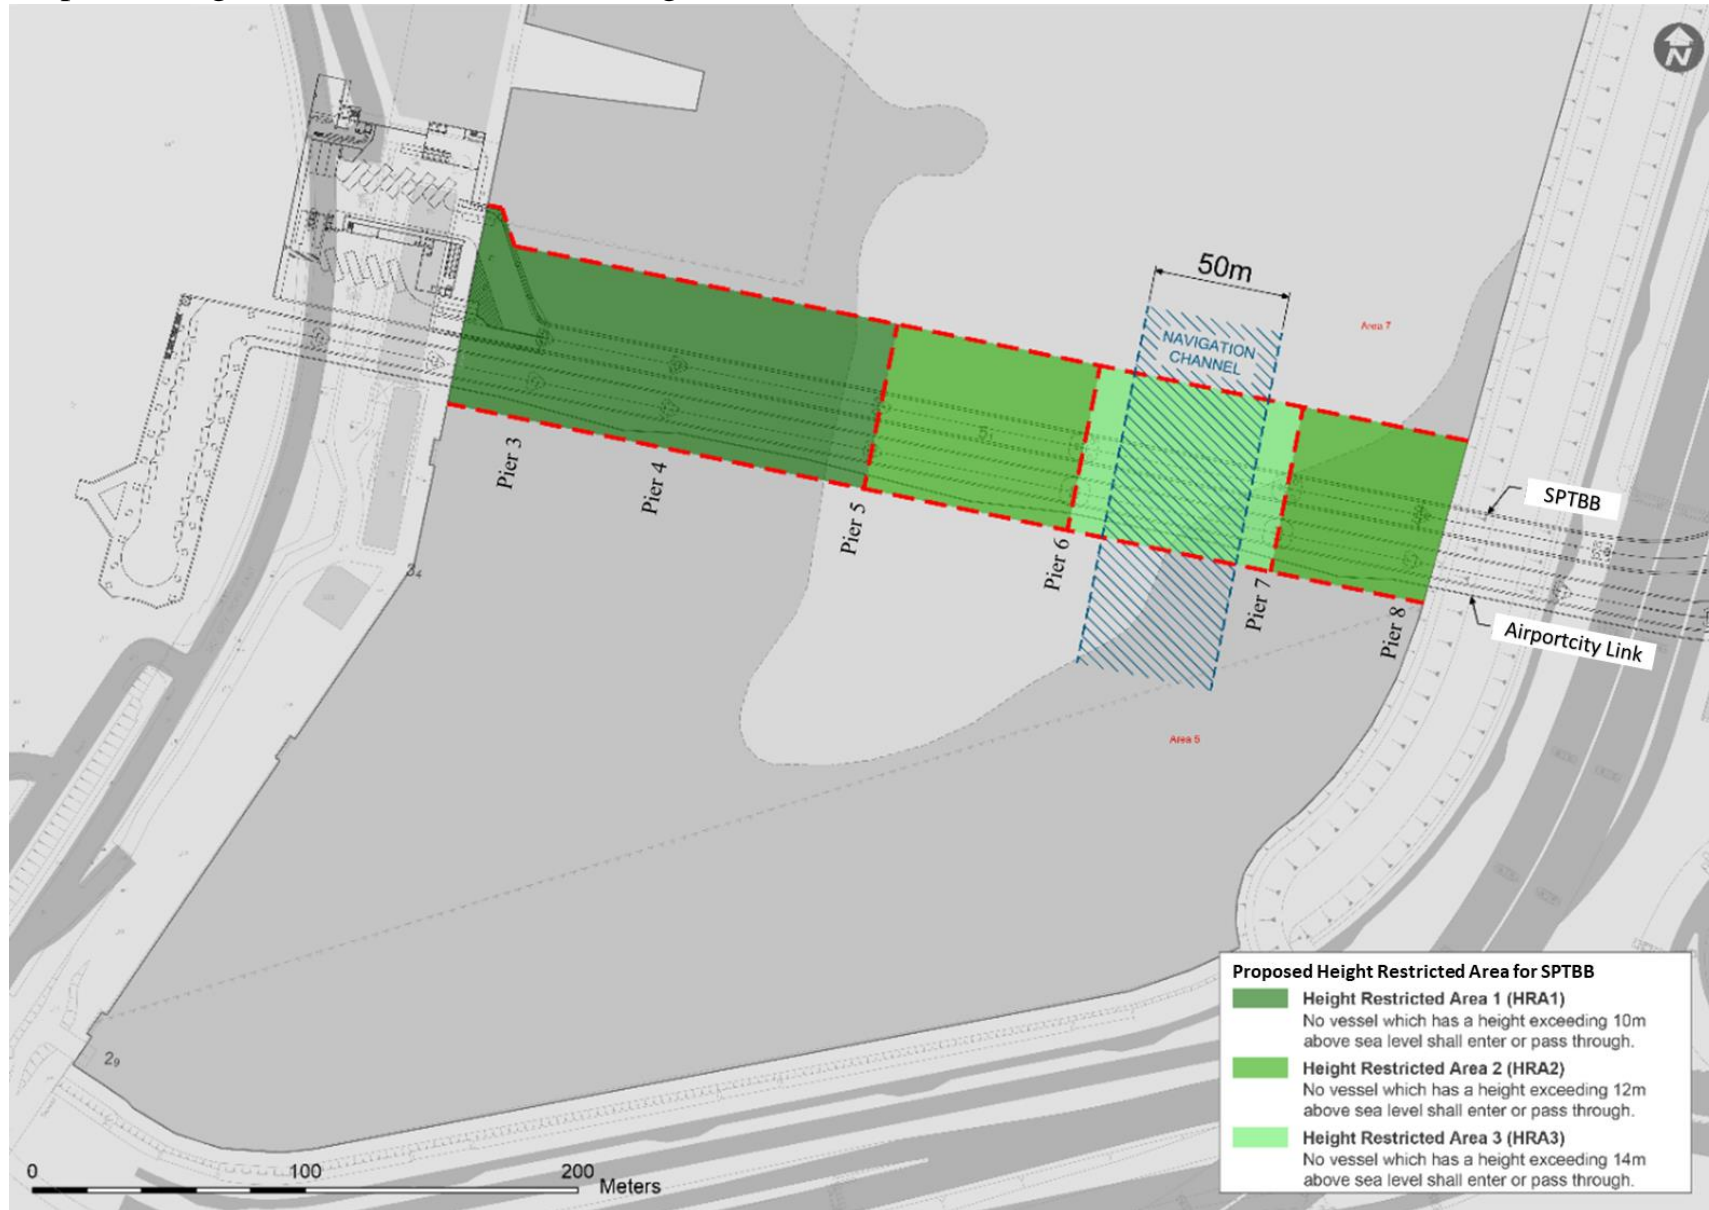 N
50m
NAVIGATION
CHANNEL
Area 7
Pier 3
Pier 4
Pier 5
Pier 6
Pier 7
Pier 8
SPTBB
Airportcity Link
34
Area 5
29
Proposed Height Restricted Area for SPTBB
Height Restricted Area 1 (HRA1)
No vessel which has a height exceeding 10m
above sea level shall enter or pass through.
Height Restricted Area 2 (HRA2)
No vessel which has a height exceeding 12m
above sea level shall enter or pass through.
Height Restricted Area 3 (HRA3)
No vessel which has a height exceeding 14m
above sea level shall enter or pass through.
0 100 200
Meters